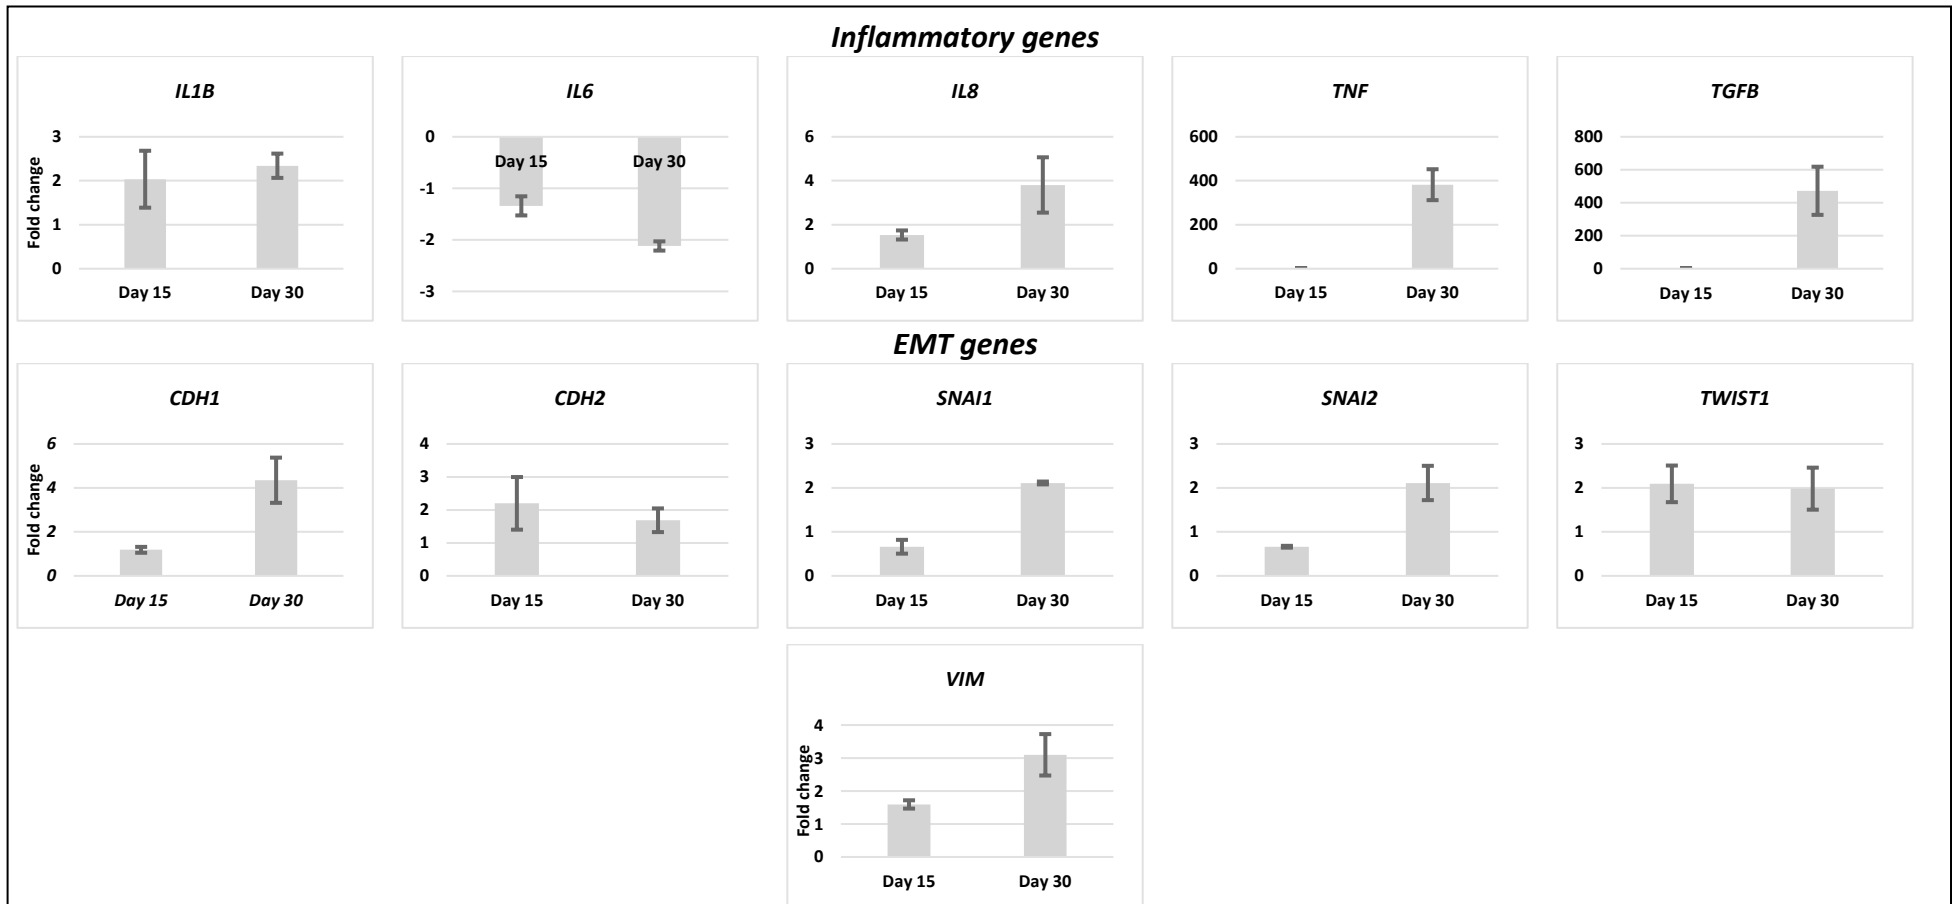 Inflammatory genes
IL1B
Fold change
3
2
1
0
Day 15 Day 30
IL6
0
-1
-2
-3
Day 15 Day 30
IL8
6
4
2
0
Day 15 Day 30
TNF
600
400
200
0
Day 15 Day 30
TGFB
800
600
400
200
0
Day 15 Day 30
EMT genes
CDH1
Fold change
6
4
2
0
Day 15 Day 30
CDH2
4
3
2
1
0
Day 15 Day 30
SNAI1
3
2
1
0
Day 15 Day 30
SNAI2
3
2
1
0
Day 15 Day 30
TWIST1
3
2
1
0
Day 15 Day 30
VIM
Fold change
4
3
2
1
0
Day 15 Day 30